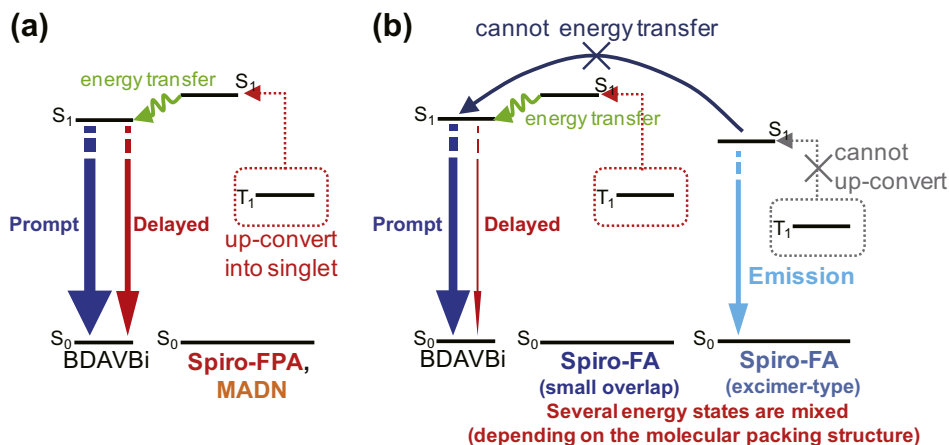 (a)
energy transfer
S1
S1
T1
Prompt
Delayed
up-convert
into singlet
S0
BDAVBi
S0
Spiro-FPA,
MADN
(b)
cannot energy transfer
S1
S1
energy transfer
S1
cannot
up-convert
T1
T1
Prompt
Delayed
Emission
S0
BDAVBi
S0
Spiro-FA
(small overlap)
S0
Spiro-FA
(excimer-type)
Several energy states are mixed
(depending on the molecular packing structure)